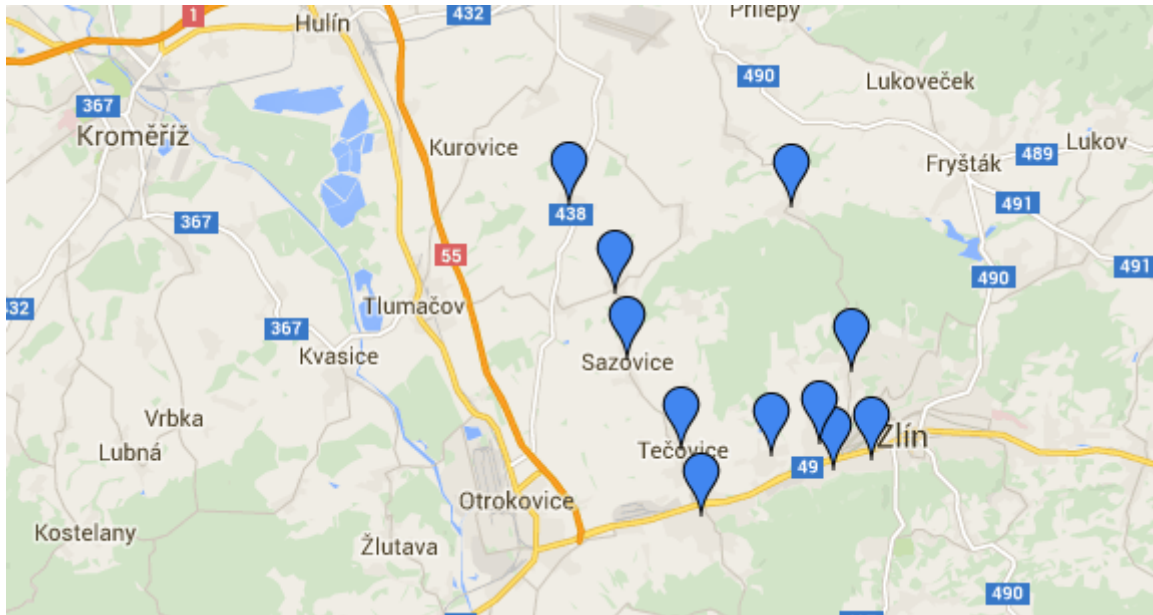 1
432
Přílepy
Hulín
490
Lukoveček
367
Kroměříž
Kurovice
489
Lukov
Fryšták
491
438
367
55
490
491
432
Tlumačov
367
Kvasice
Sazovice
Vrbka
Lubná
Tečovice
49
Zlín
Otrokovice
Kostelany
Žlutava
490